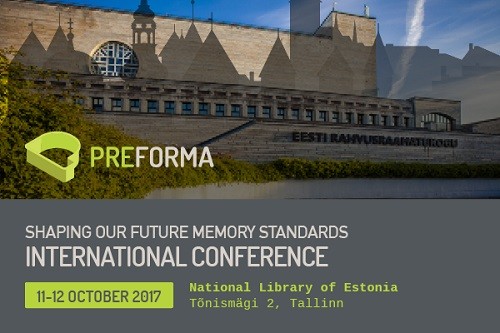 EESTI RAHVUSRAAMATUKOGU
PREFORMA
SHAPING OUR FUTURE MEMORY STANDARDS
INTERNATIONAL CONFERENCE
11-12 OCTOBER 2017
National Library of Estonia
Tõnismägi 2, Tallinn